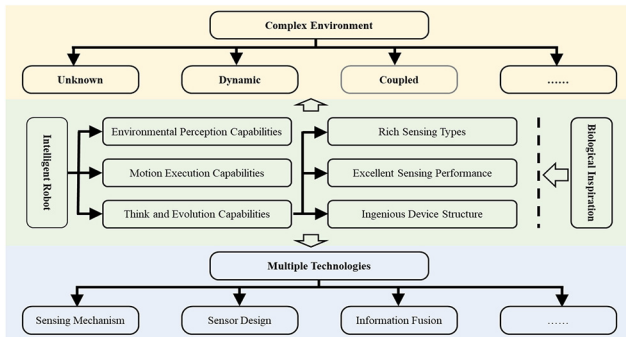 Complex Environment
Unknown
Dynamic
Coupled
……
Intelligent Robot
Environmental Perception Capabilities
Rich Sensing Types
Motion Execution Capabilities
Excellent Sensing Performance
Think and Evolution Capabilities
Ingenious Device Structure
Biological Inspiration
Multiple Technologies
Sensing Mechanism
Sensor Design
Information Fusion
……